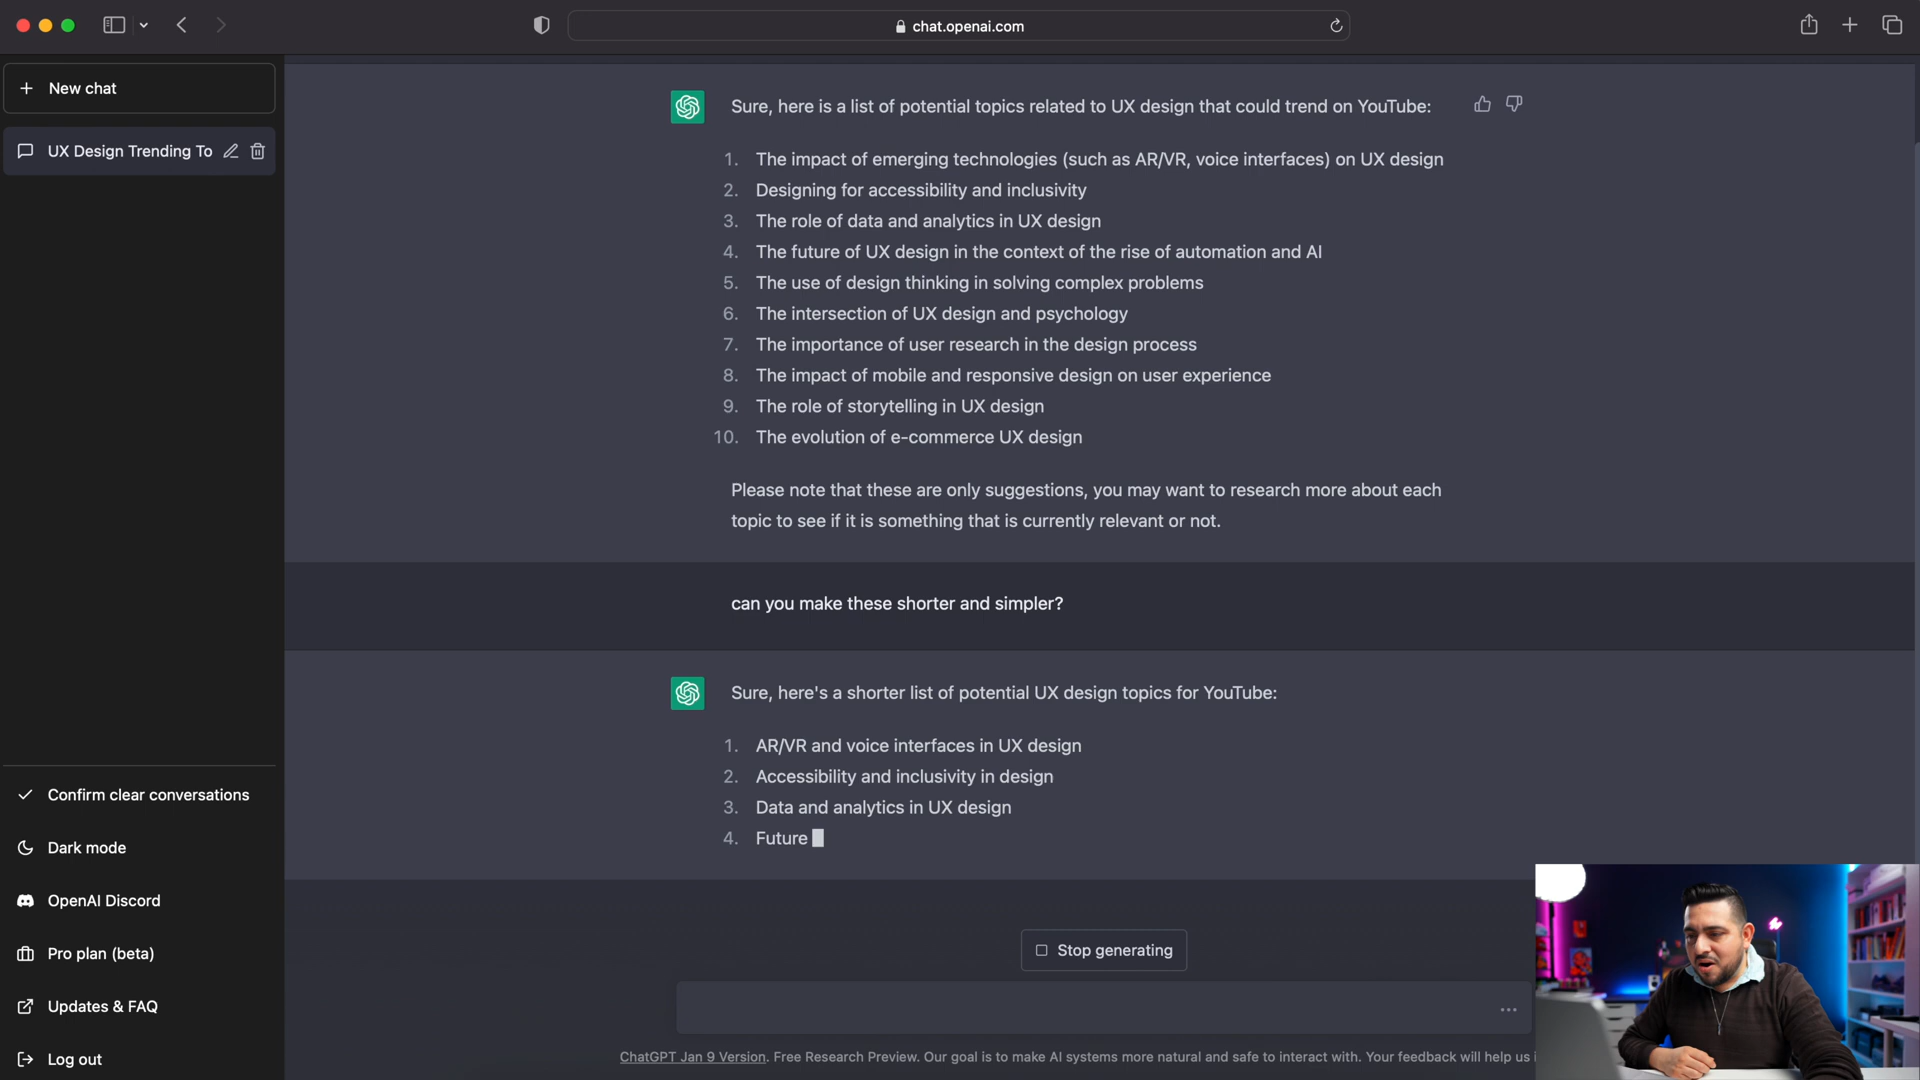 chat.openai.com
New chat
UX Design Trending To
Sure, here is a list of potential topics related to UX design that could trend on YouTube:
1. The impact of emerging technologies (such as AR/VR, voice interfaces) on UX design
2. Designing for accessibility and inclusivity
3. The role of data and analytics in UX design
4. The future of UX design in the context of the rise of automation and AI
5. The use of design thinking in solving complex problems
6. The intersection of UX design and psychology
7. The importance of user research in the design process
8. The impact of mobile and responsive design on user experience
9. The role of storytelling in UX design
10. The evolution of e-commerce UX design
Please note that these are only suggestions, you may want to research more about each
topic to see if it is something that is currently relevant or not.
can you make these shorter and simpler?
Sure, here's a shorter list of potential UX design topics for YouTube:
1. AR/VR and voice interfaces in UX design
2. Accessibility and inclusivity in design
3. Data and analytics in UX design
4. Future
Stop generating
ChatGPT Jan 9 Version. Free Research Preview. Our goal is to make AI systems more natural and safe to interact with. Your feedback will help us
Confirm clear conversations
Dark mode
OpenAI Discord
Pro plan (beta)
Updates & FAQ
Log out